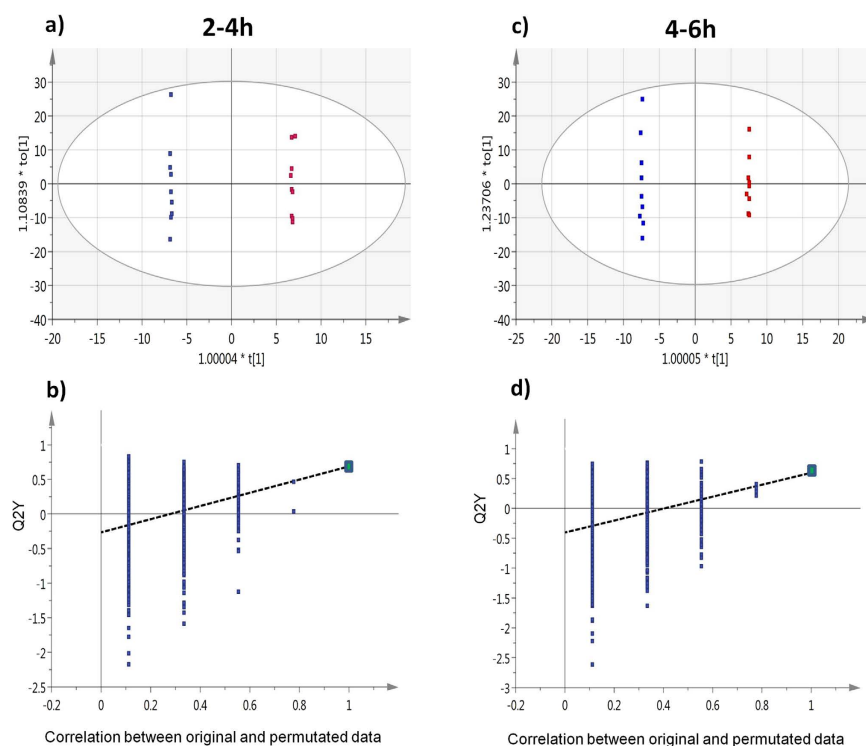 a) 2-4h
30
20
10
0
-10
-20
-30
-40
1.10839 * to[1]
-20 -15 -10 -5 0 5 10 15
1.00004 * t[1]
c) 4-6h
30
20
10
0
-10
-20
-30
-40
1.23706 * to[1]
-25 -20 -15 -10 -5 0 5 10 15 20
1.00005 * t[1]
b)
1
0.5
0
-0.5
-1
-1.5
-2
-2.5
Q2Y
-0.2 0 0.2 0.4 0.6 0.8 1
Correlation between original and permutated data
d)
1
0.5
0
-0.5
-1
-1.5
-2
-2.5
-3
Q2Y
-0.2 0 0.2 0.4 0.6 0.8 1
Correlation between original and permutated data